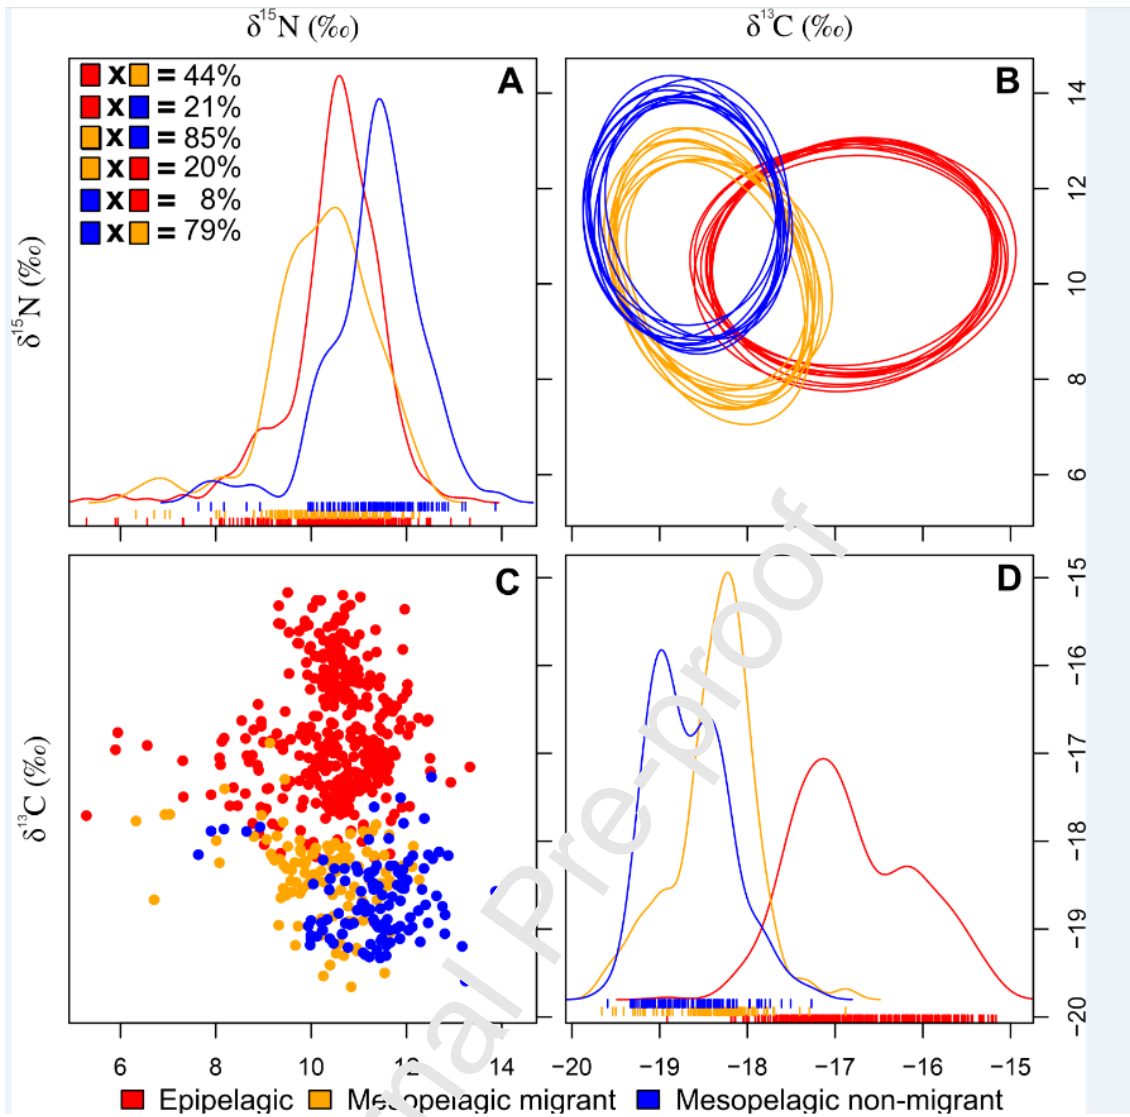 δ¹⁵N (‰) δ¹³C (‰)
A
x = 44%
x = 21%
x = 85%
x = 20%
x = 8%
x = 79%
B
14
12
10
8
6
δ¹⁵N (‰)
C
D
-15
-16
-17
-18
-19
-20
δ¹³C (‰)
6 8 10 12 14
-20 -19 -18 -17 -16 -15
Epipelagic Mesopelagic migrant Mesopelagic non-migrant
nal Pre-proof